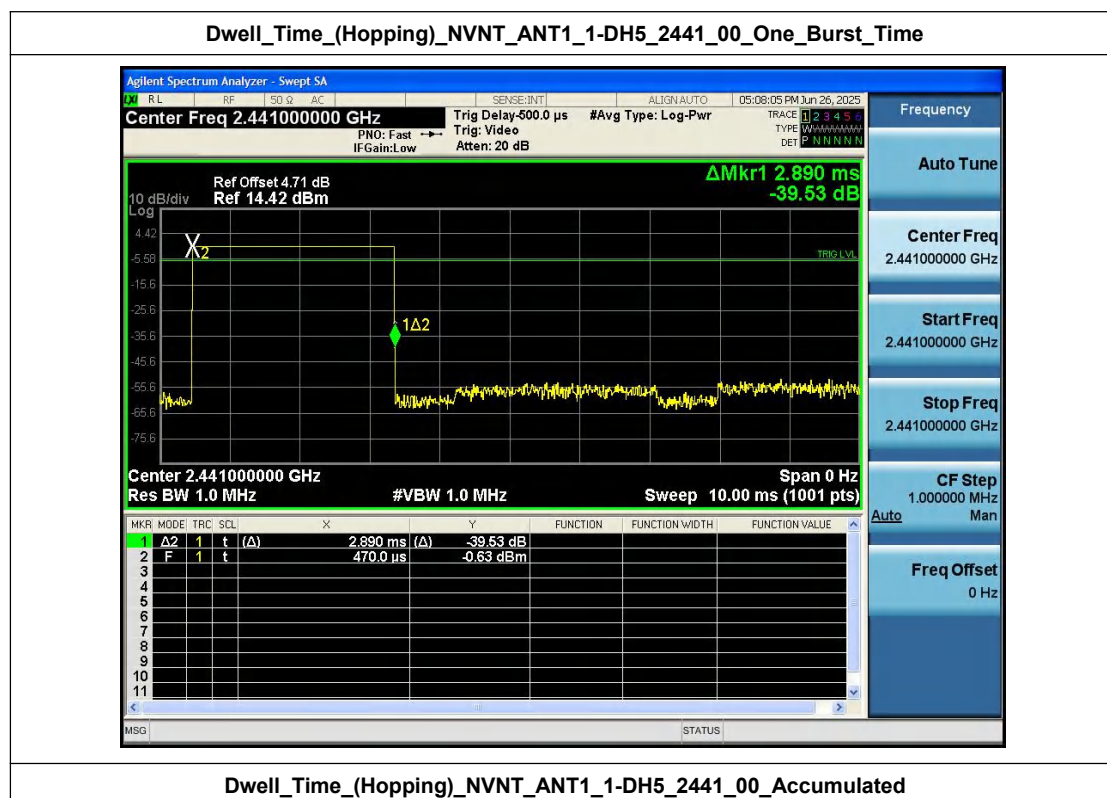 Dwell_Time_(Hopping)_NVNT_ANT1_1-DH5_2441_00_One_Burst_Time
Agilent Spectrum Analyzer - Swept SA
LXI RL RF 50 Ω AC SENSE:INT ALIGN AUTO 05:08:05 PM Jun 26, 2025
Center Freq 2.441000000 GHz
PNO: Fast
IFGain:Low
Trig Delay-500.0 µs
Trig: Video
Atten: 20 dB
#Avg Type: Log-Pwr
TRACE 1 2 3 4 5 6
TYPE WWWWWW
DET P N N N N N
ΔMkr1 2.890 ms
-39.53 dB
Ref Offset 4.71 dB
10 dB/div Ref 14.42 dBm
Log
4.42
-5.58
-15.6
-25.6
-35.6
-45.6
-55.6
-65.6
-75.6
X2
TRIG LVL
1Δ2
Center 2.441000000 GHz Span 0 Hz
Res BW 1.0 MHz #VBW 1.0 MHz Sweep 10.00 ms (1001 pts)
MKR MODE TRC SCL X Y FUNCTION FUNCTION WIDTH FUNCTION VALUE
1 Δ2 1 t (Δ) 2.890 ms (Δ) -39.53 dB
2 F 1 t 470.0 µs -0.63 dBm
3
4
5
6
7
8
9
10
11
MSG STATUS
Frequency
Auto Tune
Center Freq
2.441000000 GHz
Start Freq
2.441000000 GHz
Stop Freq
2.441000000 GHz
CF Step
1.000000 MHz
Auto Man
Freq Offset
0 Hz
Dwell_Time_(Hopping)_NVNT_ANT1_1-DH5_2441_00_Accumulated